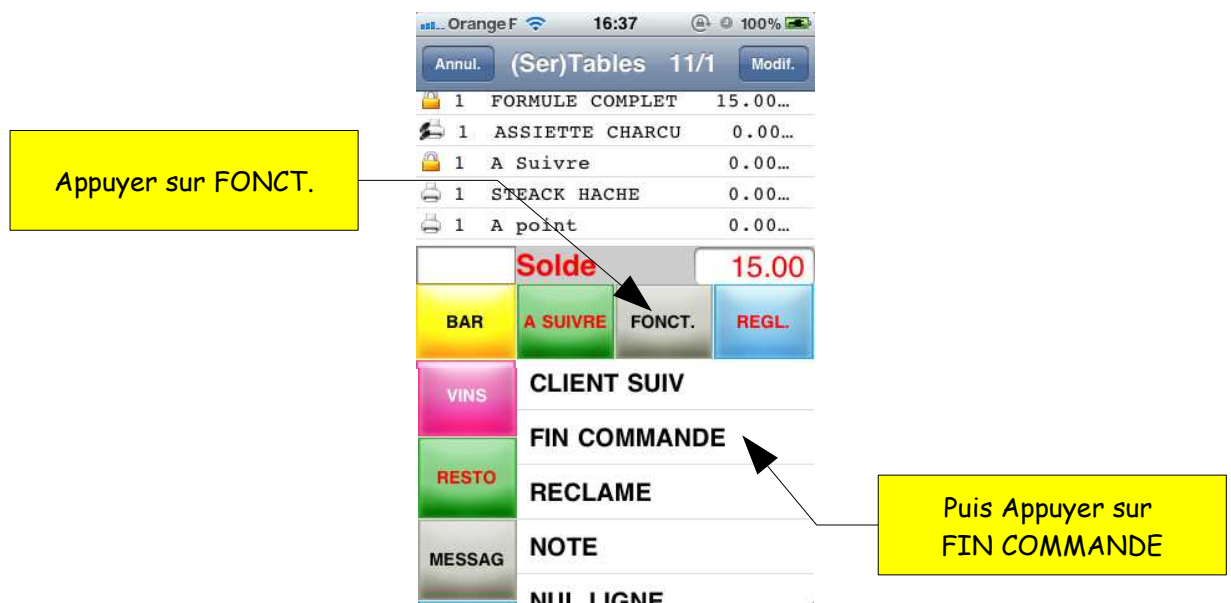 Orange F 16:37 100%
Annul. (Ser)Tables 11/1 Modif.
1 FORMULE COMPLET 15.00…
1 ASSIETTE CHARCU 0.00…
1 A Suivre 0.00…
1 STEACK HACHE 0.00…
1 A point 0.00…
Appuyer sur FONCT.
Solde 15.00
BAR A SUIVRE FONCT. REGL.
VINS
CLIENT SUIV
FIN COMMANDE
RESTO
RECLAME
MESSAG
NOTE
NUL LIGNE
Puis Appuyer sur
FIN COMMANDE